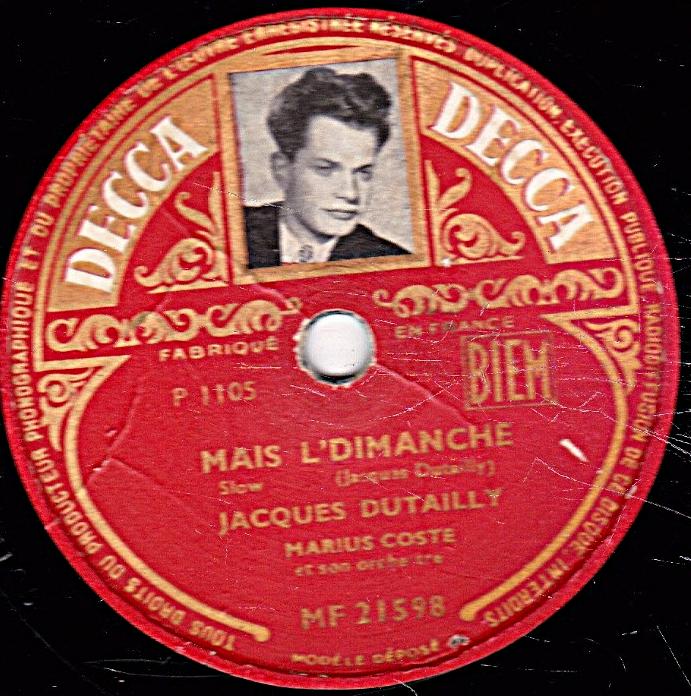 TOUS DROITS DU PRODUCTEUR PHONOGRAPHIQUE ET DU PROPRIÉTAIRE DE L'ŒUVRE ENREGISTRÉE RÉSERVÉS DUPLICATION, EXÉCUTION PUBLIQUE, RADIODIFFUSION DE CE DISQUE INTERDITS
DECCA
DECCA
FABRIQUÉ EN FRANCE
P 1105
BIEM
MAIS L'DIMANCHE
Slow (Jacques Dutailly)
JACQUES DUTAILLY
MARIUS COSTE
et son orchestre
MF 21598
MODÈLE DÉPOSÉ